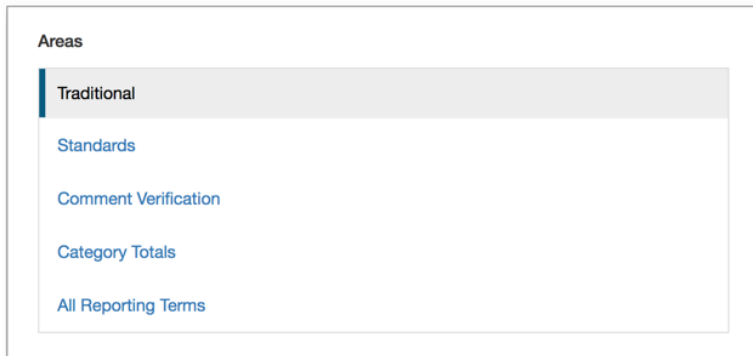 Areas
Traditional
Standards
Comment Verification
Category Totals
All Reporting Terms